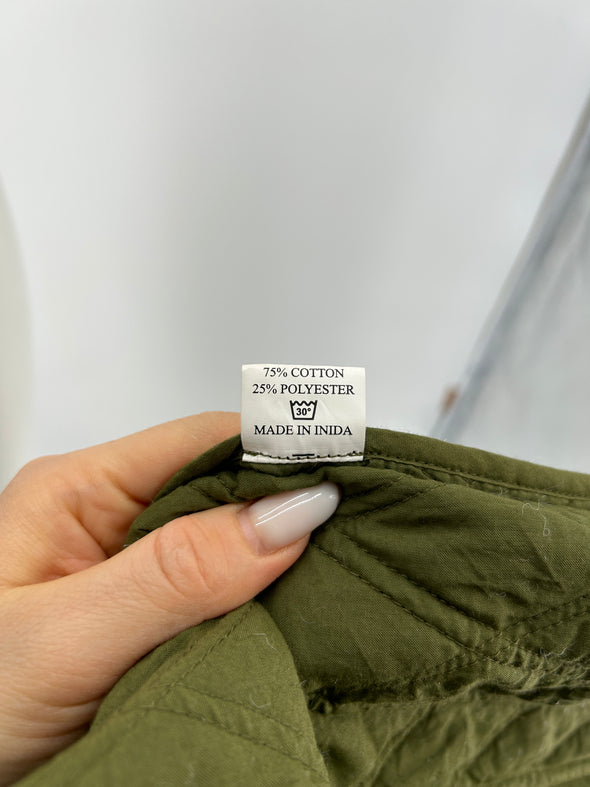 75% COTTON
25% POLYESTER
30°
MADE IN INIDA